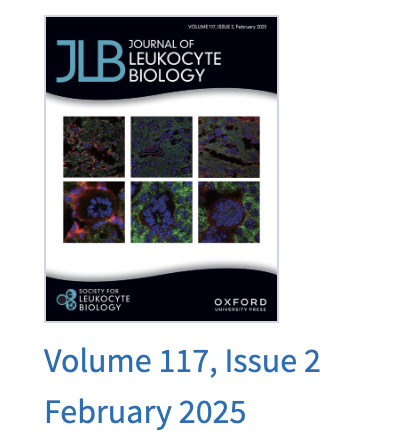 VOLUME 117, ISSUE 2, February 2025
JLB JOURNAL OF
LEUKOCYTE
BIOLOGY
SOCIETY FOR
LEUKOCYTE
BIOLOGY
OXFORD
UNIVERSITY PRESS
Volume 117, Issue 2
February 2025